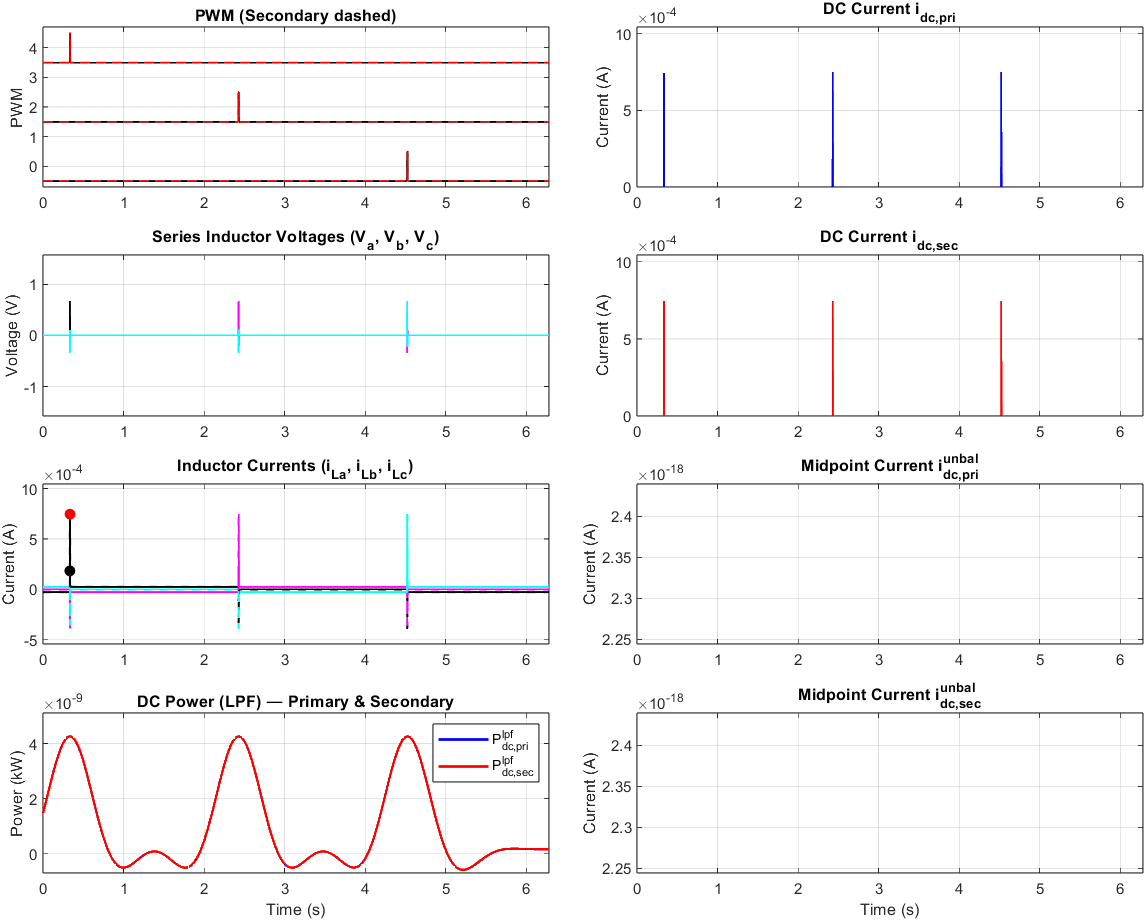 PWM (Secondary dashed)
PWM
4
3
2
1
0
0 1 2 3 4 5 6
DC Current i_dc,pri
×10^-4
Current (A)
10
5
0
0 1 2 3 4 5 6
Series Inductor Voltages (V_a, V_b, V_c)
Voltage (V)
1
0
-1
0 1 2 3 4 5 6
DC Current i_dc,sec
×10^-4
Current (A)
10
5
0
0 1 2 3 4 5 6
Inductor Currents (i_La, i_Lb, i_Lc)
×10^-4
Current (A)
10
5
0
-5
0 1 2 3 4 5 6
Midpoint Current i^unbal_dc,pri
×10^-18
Current (A)
2.4
2.35
2.3
2.25
0 1 2 3 4 5 6
DC Power (LPF) — Primary & Secondary
×10^-9
Power (kW)
4
2
0
P^lpf_dc,pri
P^lpf_dc,sec
0 1 2 3 4 5 6
Time (s)
Midpoint Current i^unbal_dc,sec
×10^-18
Current (A)
2.4
2.35
2.3
2.25
0 1 2 3 4 5 6
Time (s)